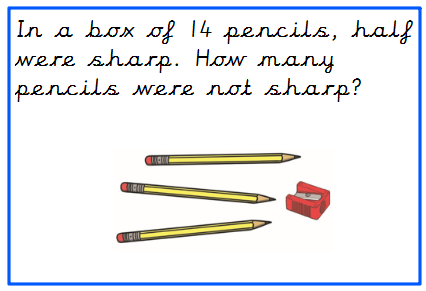 In a box of 14 pencils, half
were sharp. How many
pencils were not sharp?